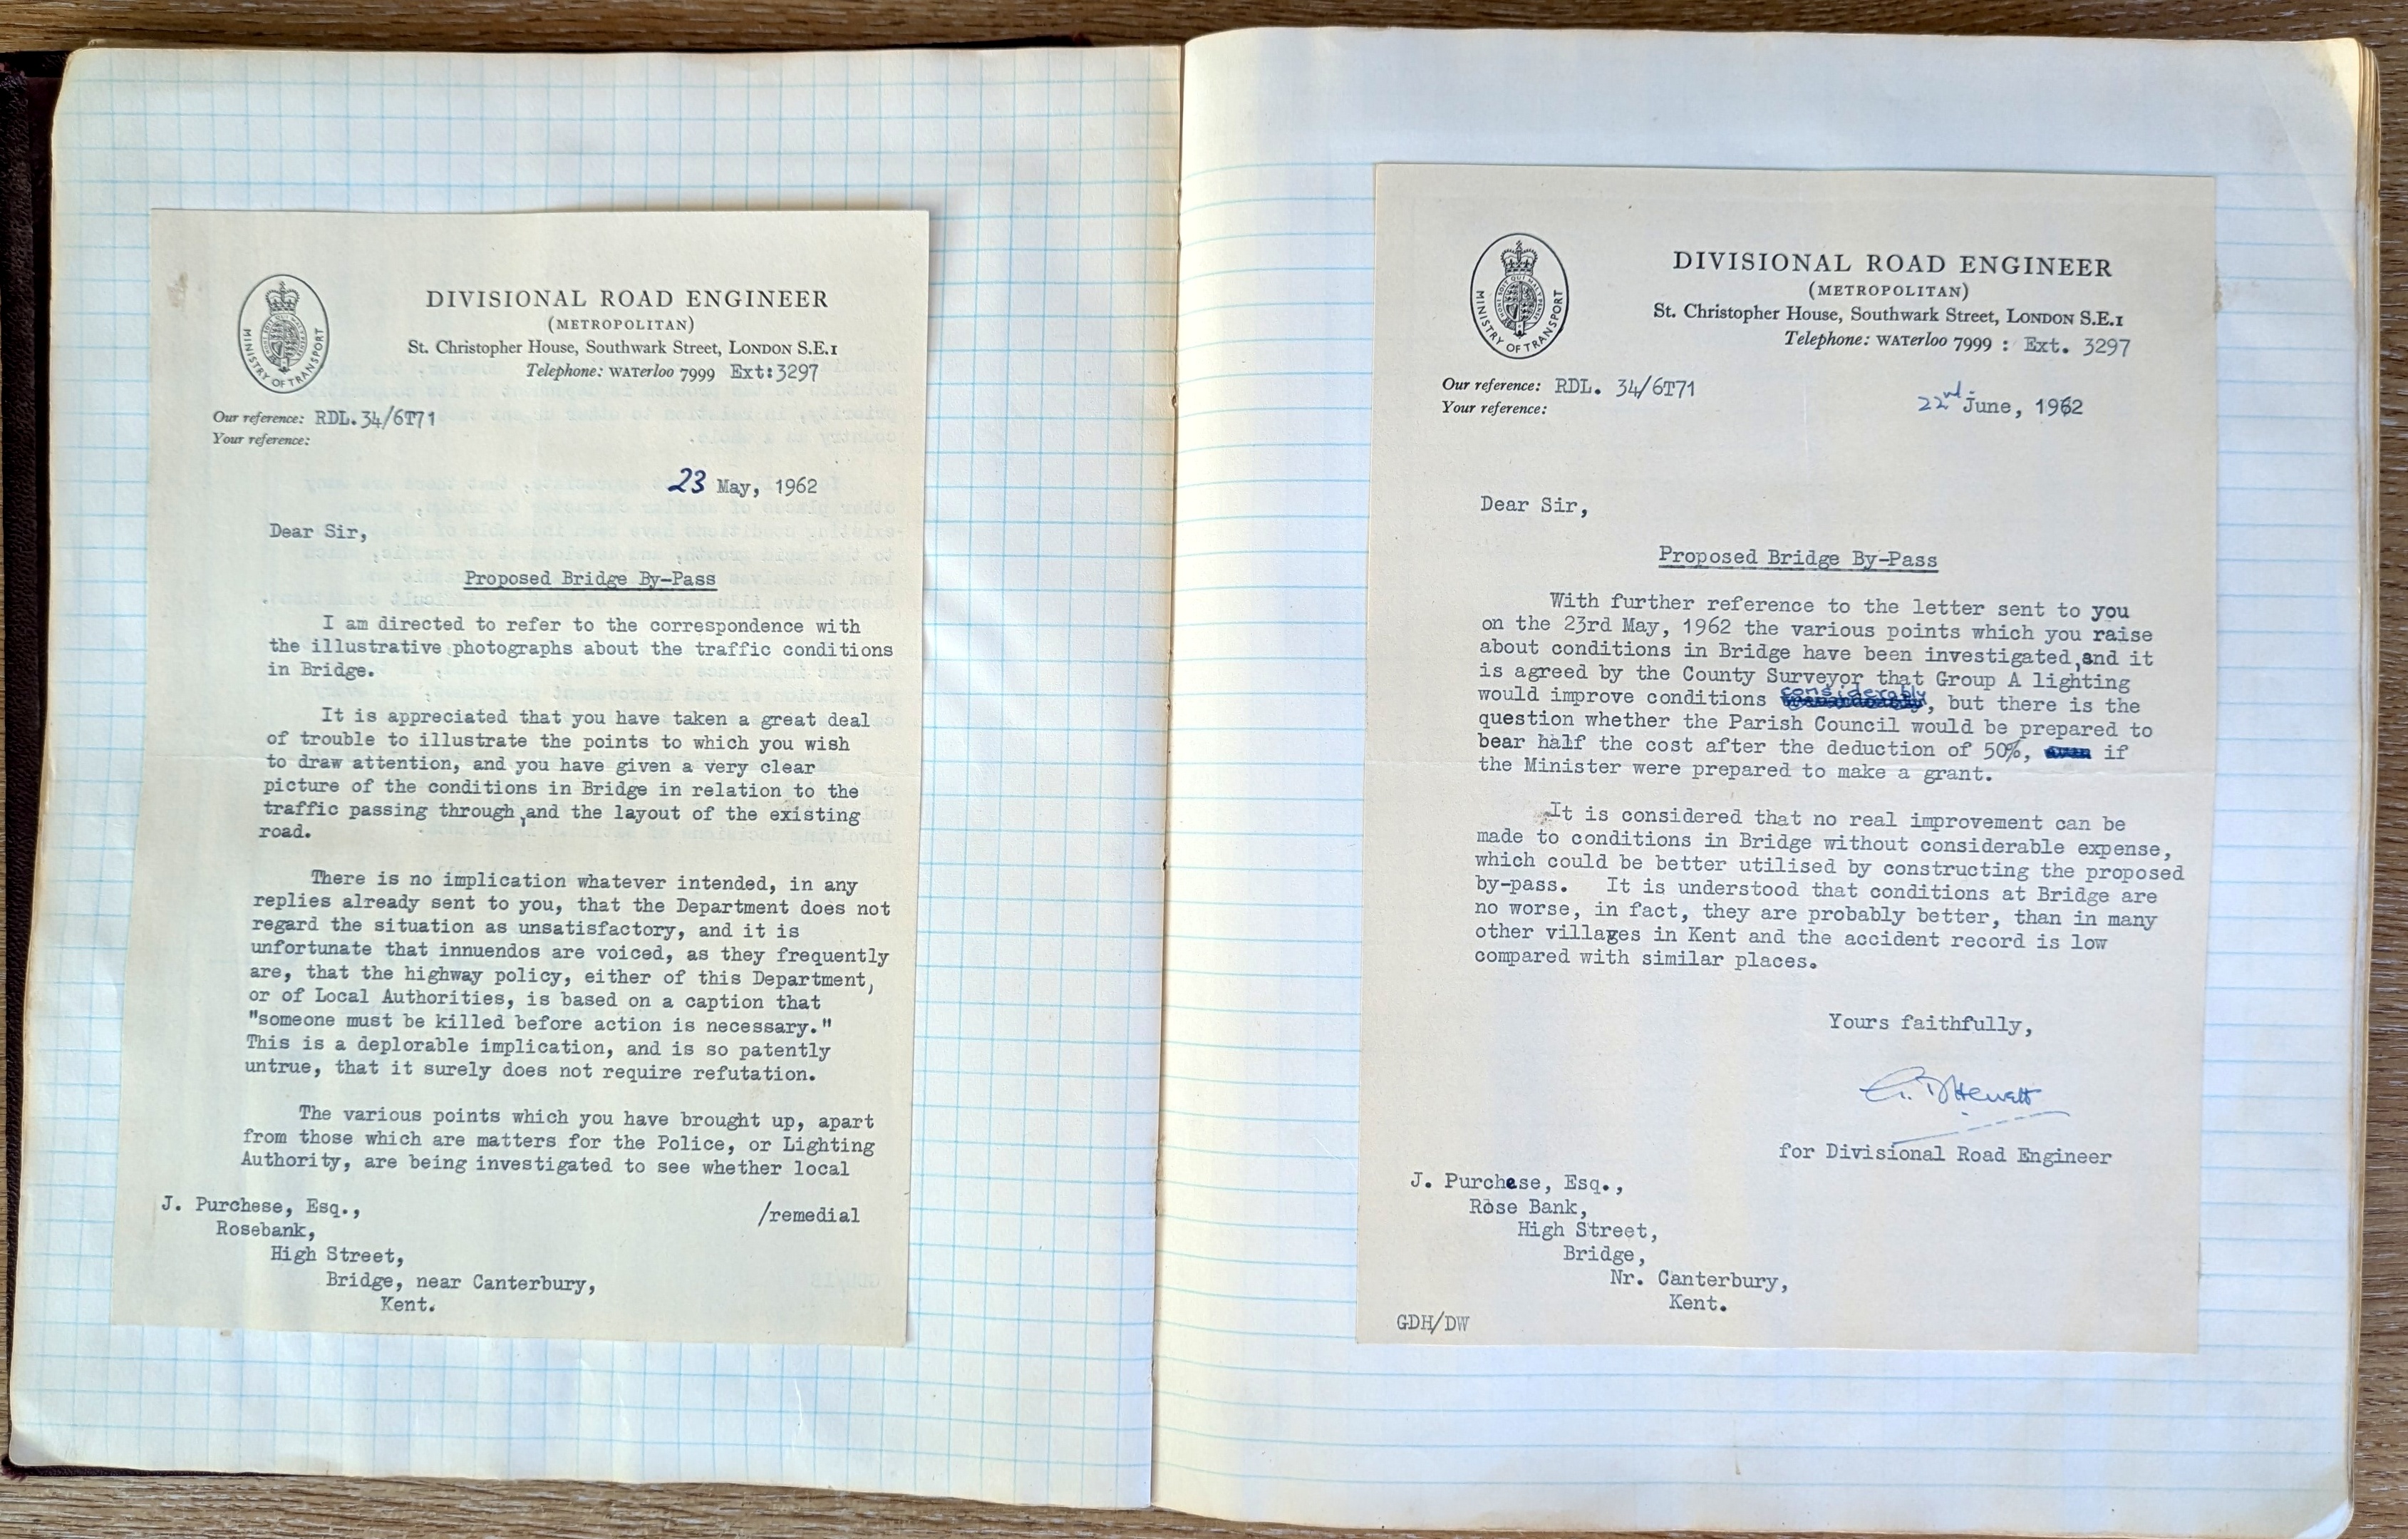 MINISTRY OF TRANSPORT
DIVISIONAL ROAD ENGINEER
(METROPOLITAN)
St. Christopher House, Southwark Street, LONDON S.E.1
Telephone: WATerloo 7999 Ext:3297
Our reference: RDL.34/6T71
Your reference:
23 May, 1962
Dear Sir,
Proposed Bridge By-Pass
I am directed to refer to the correspondence with
the illustrative photographs about the traffic conditions
in Bridge.
It is appreciated that you have taken a great deal
of trouble to illustrate the points to which you wish
to draw attention, and you have given a very clear
picture of the conditions in Bridge in relation to the
traffic passing through, and the layout of the existing
road.
There is no implication whatever intended, in any
replies already sent to you, that the Department does not
regard the situation as unsatisfactory, and it is
unfortunate that innuendos are voiced, as they frequently
are, that the highway policy, either of this Department,
or of Local Authorities, is based on a caption that
"someone must be killed before action is necessary."
This is a deplorable implication, and is so patently
untrue, that it surely does not require refutation.
The various points which you have brought up, apart
from those which are matters for the Police, or Lighting
Authority, are being investigated to see whether local
/remedial
J. Purchese, Esq.,
Rosebank,
High Street,
Bridge, near Canterbury,
Kent.
MINISTRY OF TRANSPORT
DIVISIONAL ROAD ENGINEER
(METROPOLITAN)
St. Christopher House, Southwark Street, LONDON S.E.1
Telephone: WATerloo 7999 : Ext. 3297
Our reference: RDL. 34/6T71
Your reference:
22nd June, 1962
Dear Sir,
Proposed Bridge By-Pass
With further reference to the letter sent to you
on the 23rd May, 1962 the various points which you raise
about conditions in Bridge have been investigated, and it
is agreed by the County Surveyor that Group A lighting
would improve conditions considerably, but there is the
question whether the Parish Council would be prepared to
bear half the cost after the deduction of 50%, if
the Minister were prepared to make a grant.
It is considered that no real improvement can be
made to conditions in Bridge without considerable expense,
which could be better utilised by constructing the proposed
by-pass. It is understood that conditions at Bridge are
no worse, in fact, they are probably better, than in many
other villages in Kent and the accident record is low
compared with similar places.
Yours faithfully,
G. D Hewett
for Divisional Road Engineer
J. Purchese, Esq.,
Rose Bank,
High Street,
Bridge,
Nr. Canterbury,
Kent.
GDH/DW